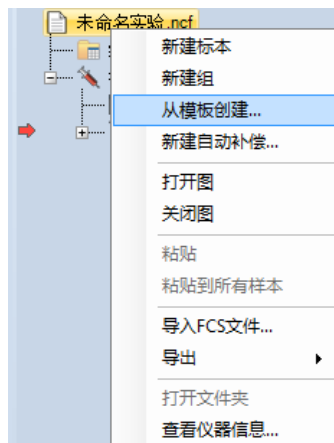 未命名实验.ncf
新建标本
新建组
从模板创建...
新建自动补偿...
打开图
关闭图
粘贴
粘贴到所有样本
导入FCS文件...
导出
打开文件夹
查看仪器信息...